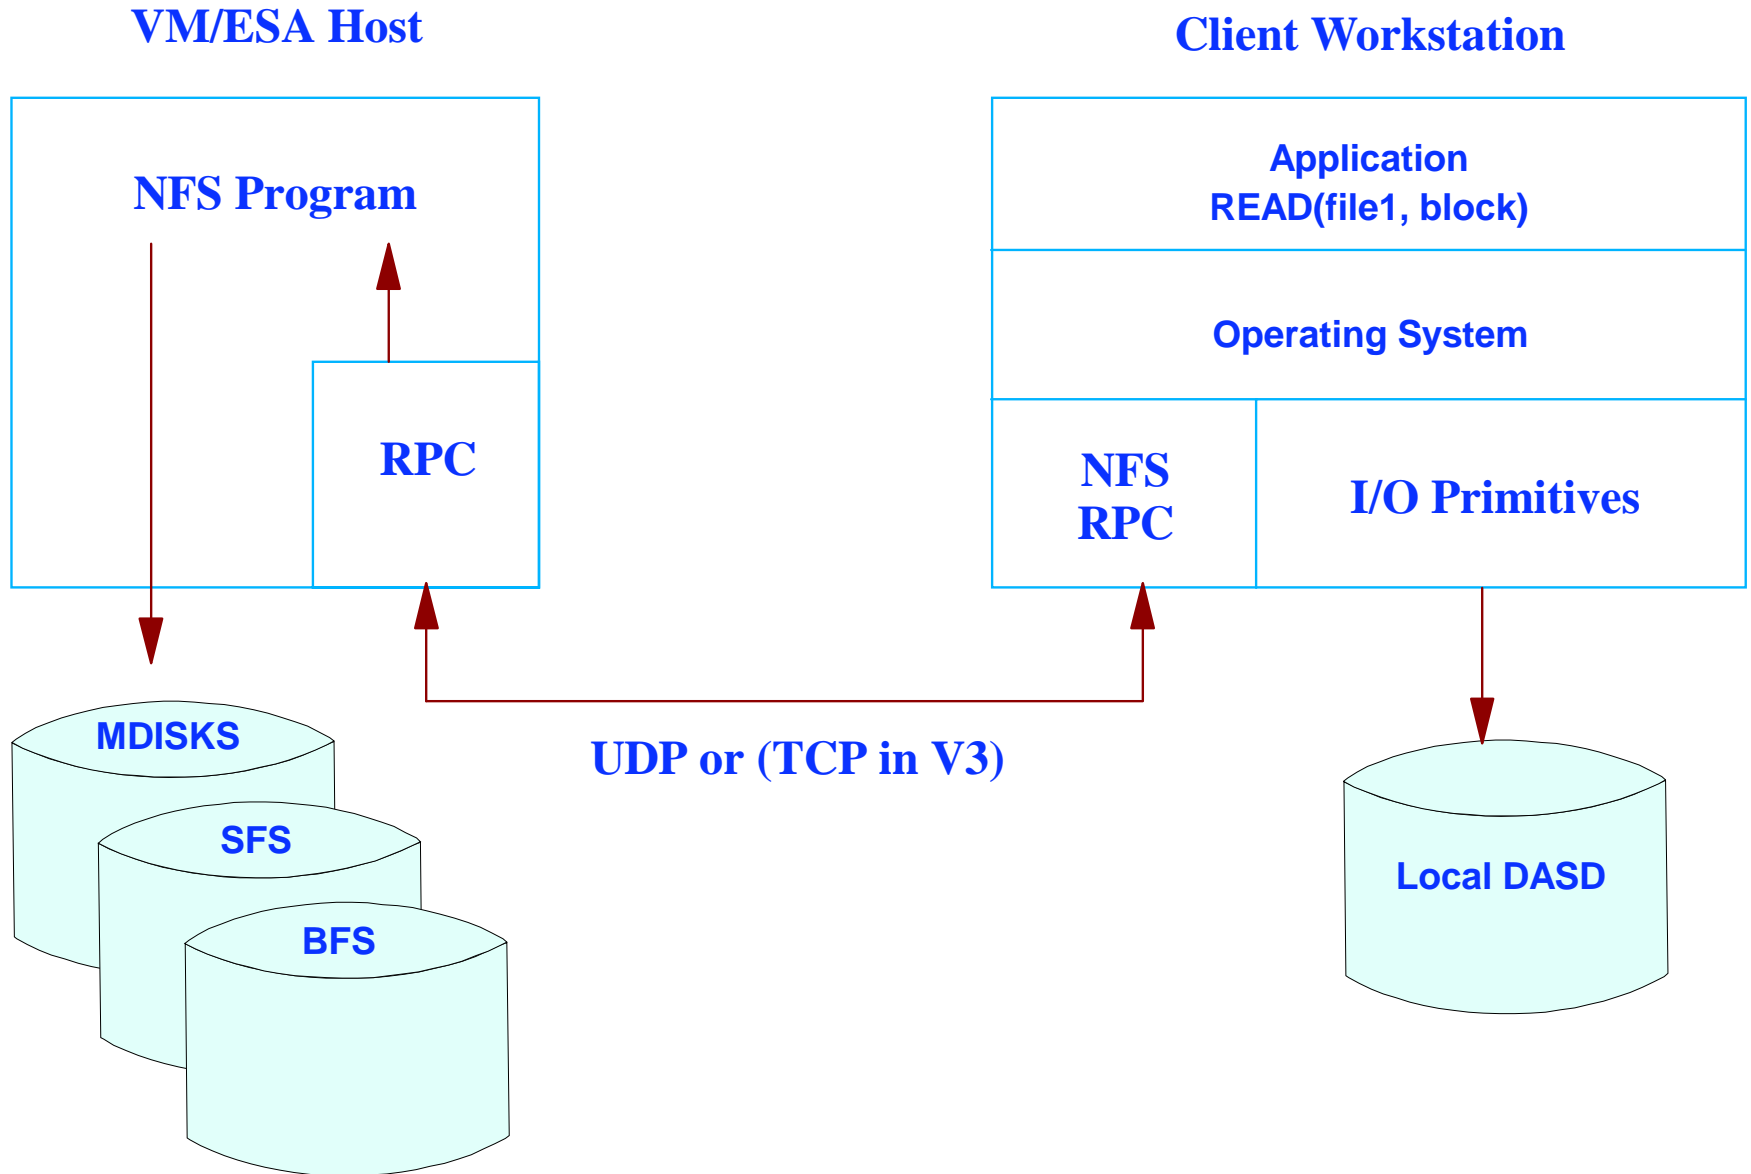 VM/ESA Host
Client Workstation
NFS Program
RPC
Application
READ(file1, block)
Operating System
NFS
RPC
I/O Primitives
UDP or (TCP in V3)
MDISKS
SFS
BFS
Local DASD